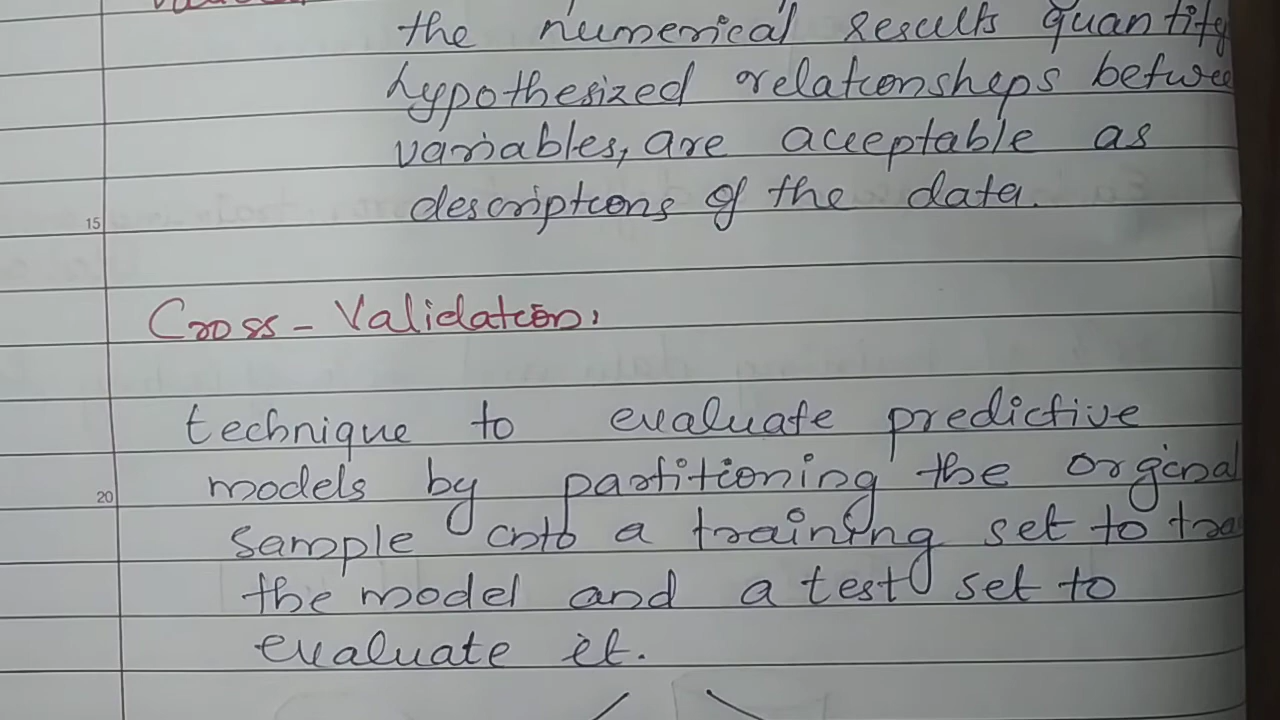 the numerical results quantify
hypothesized relationships between
variables, are acceptable as
descriptions of the data.
15
Cross-Validation:
technique to evaluate predictive
models by partitioning the orginal
20
sample into a training set to tra
the model and a test set to
evaluate it.